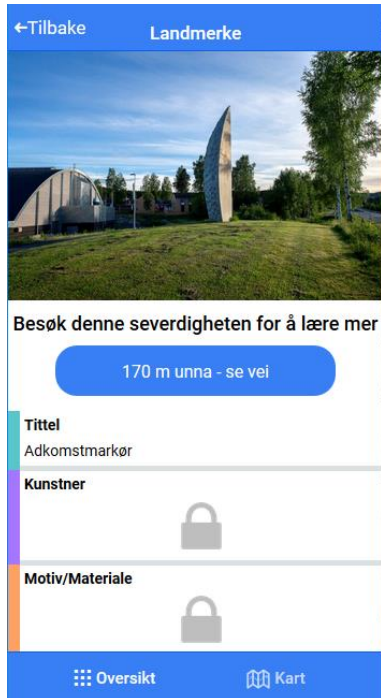 ←Tilbake
Landmerke
Besøk denne severdigheten for å lære mer
170 m unna - se vei
Tittel
Adkomstmarkør
Kunstner
Motiv/Materiale
Oversikt
Kart